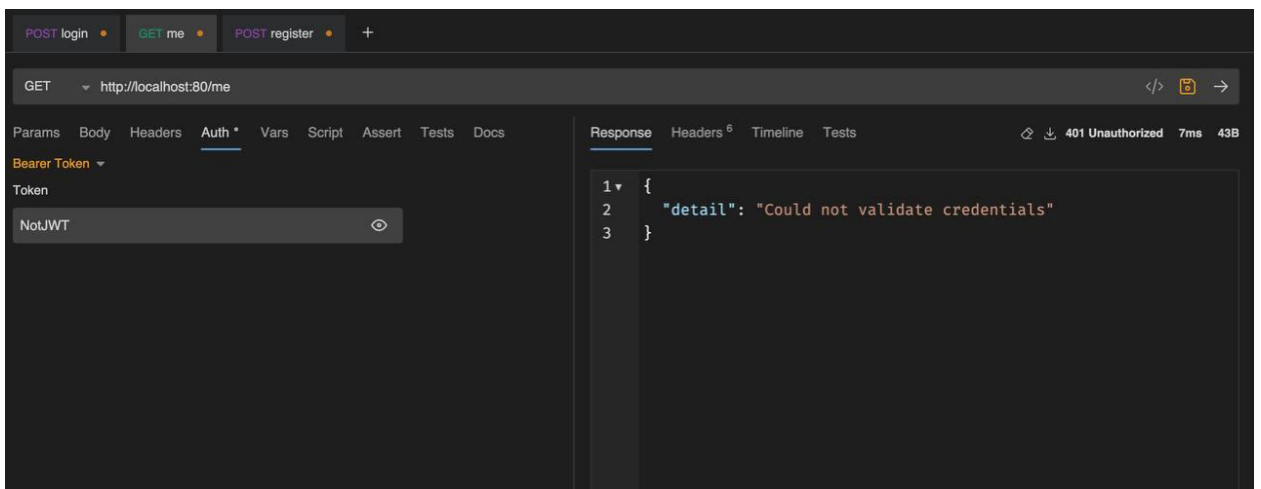 POST login
GET me
POST register
+
GET http://localhost:80/me
</>
Params Body Headers Auth * Vars Script Assert Tests Docs
Bearer Token
Token
NotJWT
Response Headers 6 Timeline Tests 401 Unauthorized 7ms 43B
1 {
2 "detail": "Could not validate credentials"
3 }